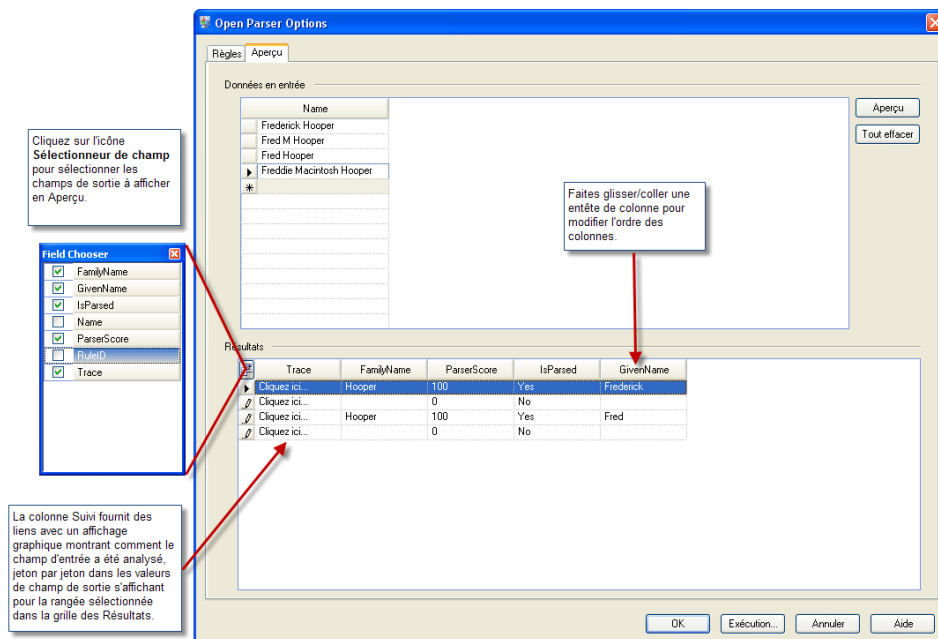 Open Parser Options
Règles Aperçu
Données en entrée
Name
Frederick Hooper
Fred M Hooper
Fred Hooper
Freddie Macintosh Hooper
Aperçu
Tout effacer
Cliquez sur l'icône
Sélectionneur de champ
pour sélectionner les
champs de sortie à afficher
en Aperçu.
Faites glisser/coller une
entête de colonne pour
modifier l'ordre des
colonnes.
Field Chooser
FamilyName
GivenName
IsParsed
Name
ParserScore
RuleID
Trace
Résultats
Trace FamilyName ParserScore IsParsed GivenName
Cliquez ici... Hooper 100 Yes Frederick
Cliquez ici... 0 No
Cliquez ici... Hooper 100 Yes Fred
Cliquez ici... 0 No
La colonne Suivi fournit des
liens avec un affichage
graphique montrant comment le
champ d'entrée a été analysé,
jeton par jeton dans les valeurs
de champ de sortie s'affichant
pour la rangée sélectionnée
dans la grille des Résultats.
OK Exécution... Annuler Aide